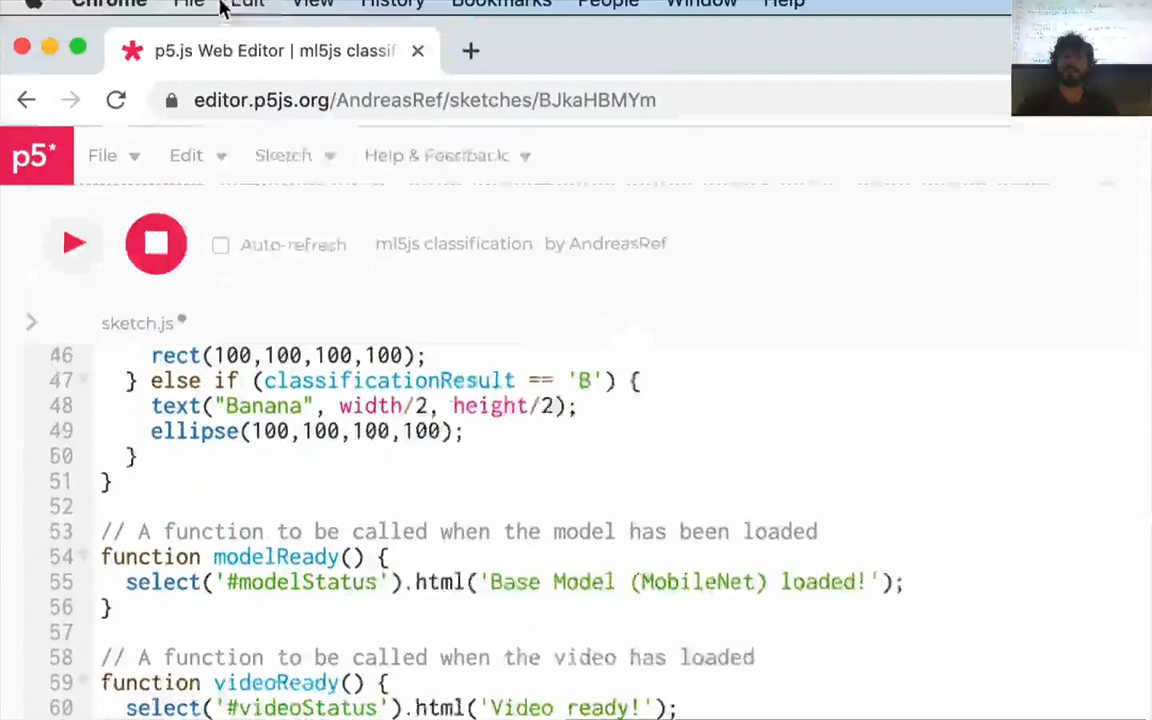 Chrome File Edit View History Bookmarks People Window Help
p5.js Web Editor | ml5js classif
editor.p5js.org/AndreasRef/sketches/BJkaHBMYm
p5* File Edit Sketch Help & Feedback
Auto-refresh ml5js classification by AndreasRef
sketch.js
46 rect(100,100,100,100);
47 } else if (classificationResult == 'B') {
48 text("Banana", width/2, height/2);
49 ellipse(100,100,100,100);
50 }
51 }
52
53 // A function to be called when the model has been loaded
54 function modelReady() {
55 select('#modelStatus').html('Base Model (MobileNet) loaded!');
56 }
57
58 // A function to be called when the video has loaded
59 function videoReady() {
60 select('#videoStatus').html('Video ready!');